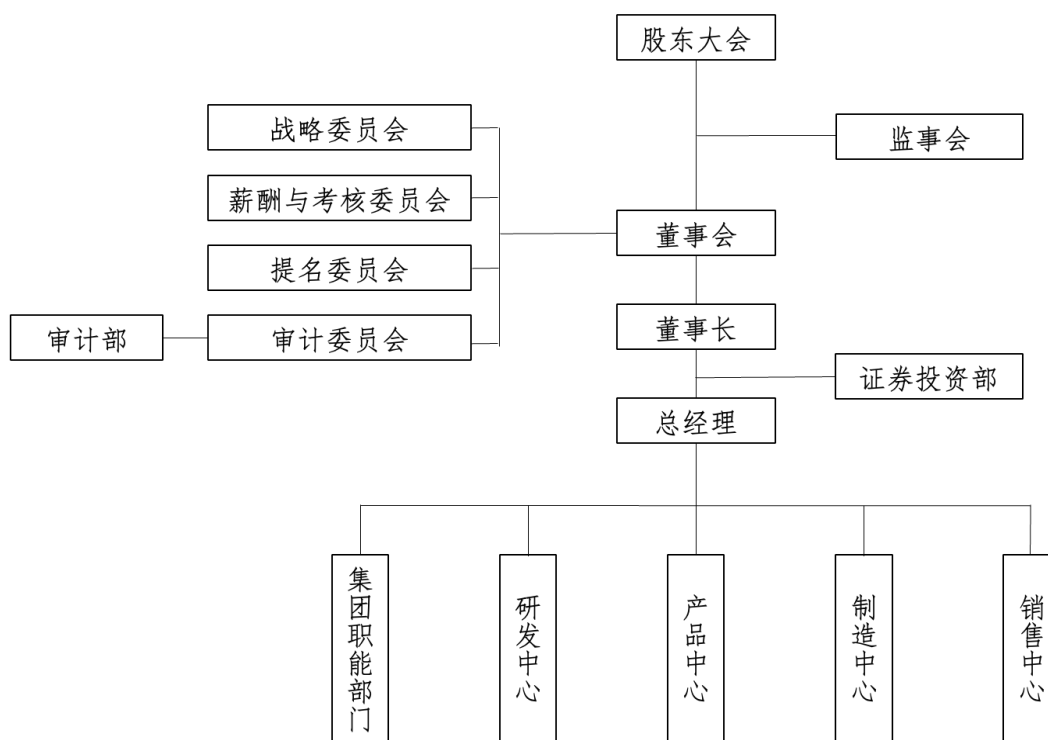 股东大会
战略委员会
监事会
薪酬与考核委员会
董事会
提名委员会
董事长
审计部
审计委员会
证券投资部
总经理
集团职能部门
研发中心
产品中心
制造中心
销售中心